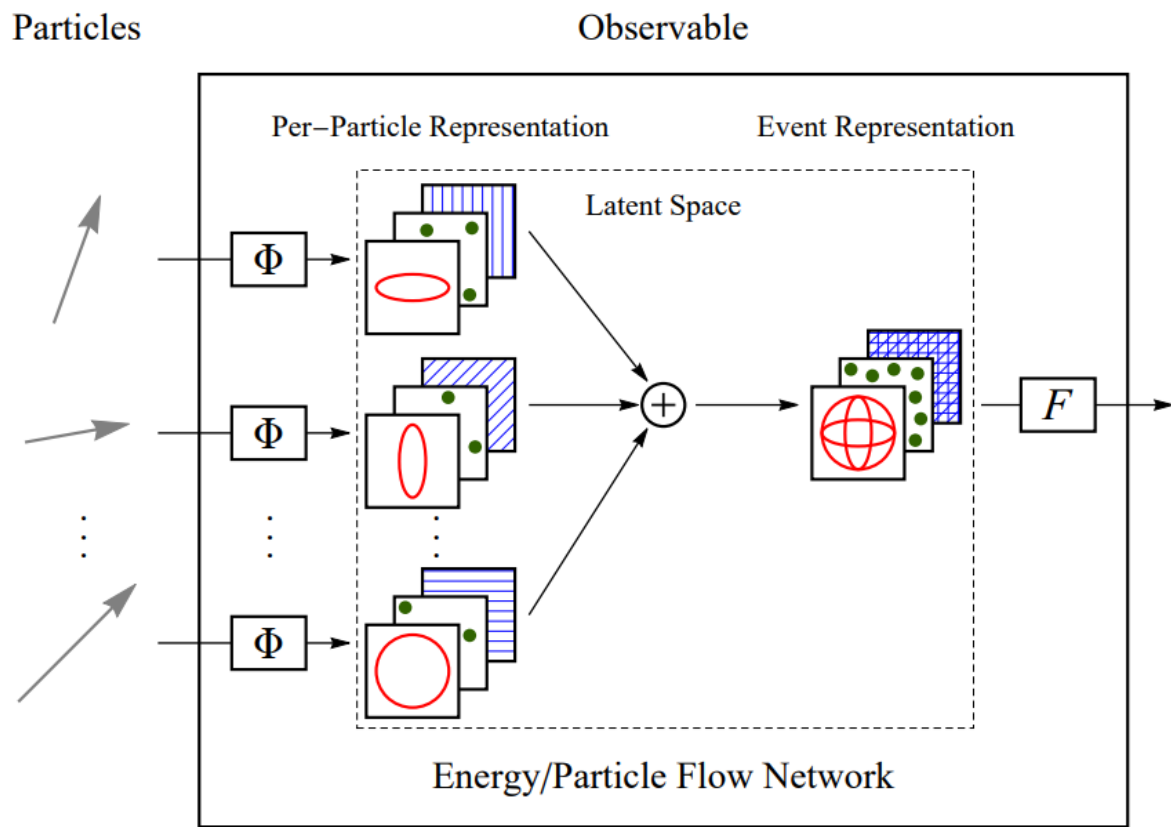 Particles
Observable
Per−Particle Representation
Event Representation
Latent Space
Φ
Φ
+
F
Φ
Energy/Particle Flow Network